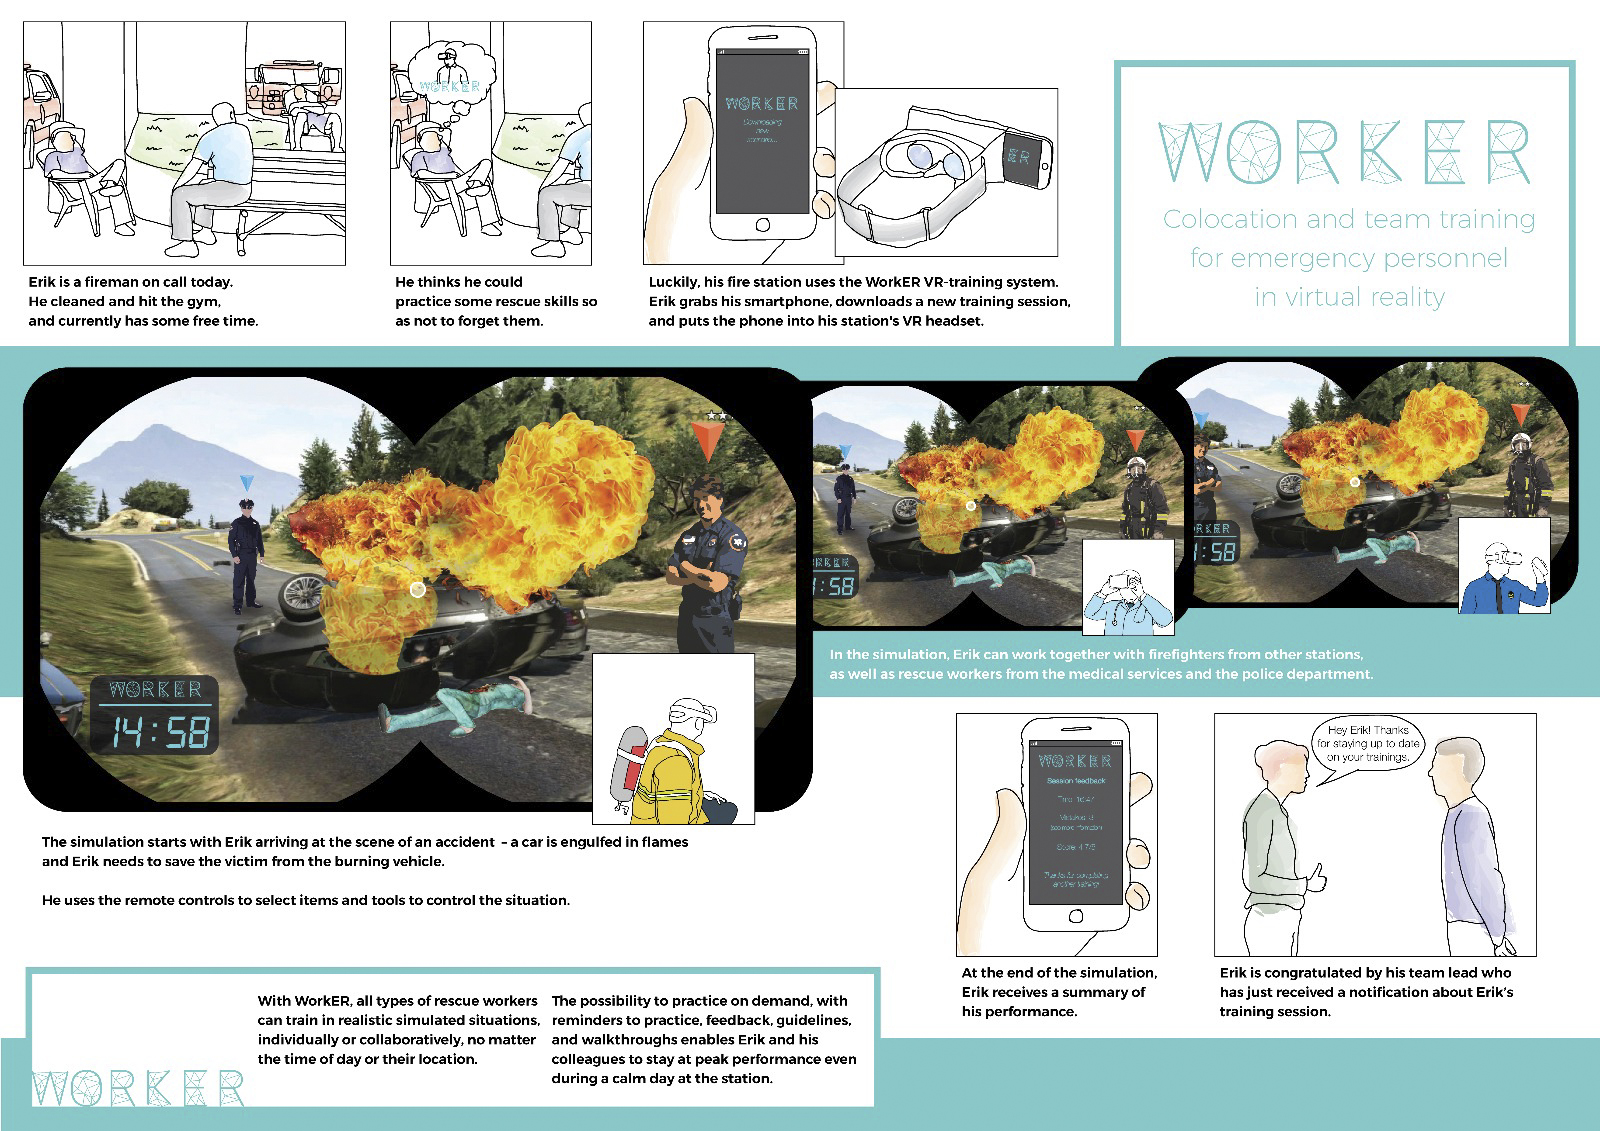 WORKER
Erik is a fireman on call today.
He cleaned and hit the gym,
and currently has some free time.
He thinks he could
practice some rescue skills so
as not to forget them.
WORKER
Downloading
new
Luckily, his fire station uses the WorkER VR-training system.
Erik grabs his smartphone, downloads a new training session,
and puts the phone into his station's VR headset.
WORKER
Colocation and team training
for emergency personnel
in virtual reality
WORKER
14:58
The simulation starts with Erik arriving at the scene of an accident – a car is engulfed in flames
and Erik needs to save the victim from the burning vehicle.
He uses the remote controls to select items and tools to control the situation.
:58
:58
In the simulation, Erik can work together with firefighters from other stations,
as well as rescue workers from the medical services and the police department.
WORKER
Session feedback
Score: 4.7/5
Thanks for completing
another training!
At the end of the simulation,
Erik receives a summary of
his performance.
Hey Erik! Thanks
for staying up to date
on your trainings.
Erik is congratulated by his team lead who
has just received a notification about Erik's
training session.
WORKER
With WorkER, all types of rescue workers
can train in realistic simulated situations,
individually or collaboratively, no matter
the time of day or their location.
The possibility to practice on demand, with
reminders to practice, feedback, guidelines,
and walkthroughs enables Erik and his
colleagues to stay at peak performance even
during a calm day at the station.